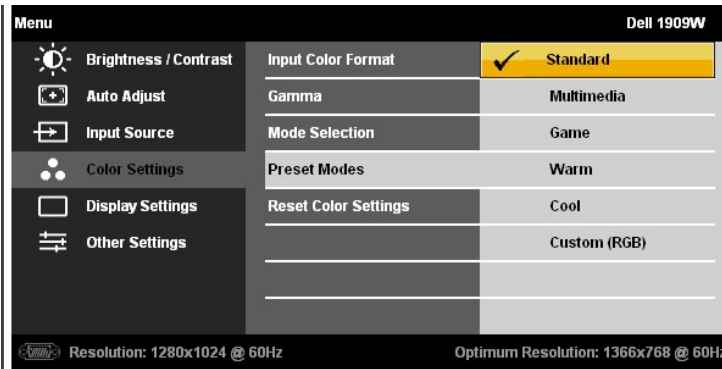 Menu Dell 1909W
Brightness / Contrast Input Color Format Standard
Auto Adjust Gamma Multimedia
Input Source Mode Selection Game
Color Settings Preset Modes Warm
Display Settings Reset Color Settings Cool
Other Settings Custom (RGB)
Resolution: 1280x1024 @ 60Hz Optimum Resolution: 1366x768 @ 60Hz